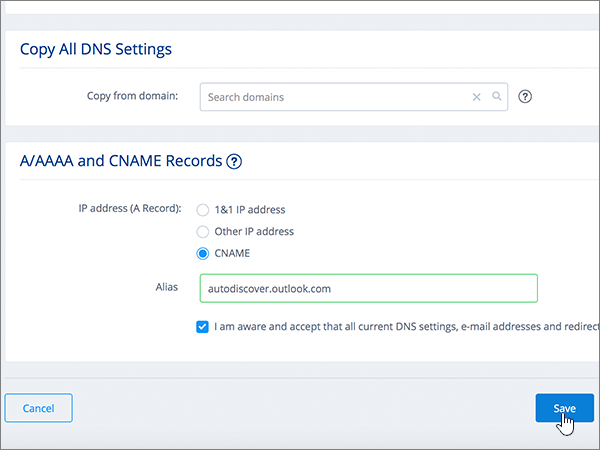 Copy All DNS Settings
Copy from domain: Search domains
A/AAAA and CNAME Records
IP address (A Record): 1&1 IP address
Other IP address
CNAME
Alias autodiscover.outlook.com
I am aware and accept that all current DNS settings, e-mail addresses and redirect
Cancel Save